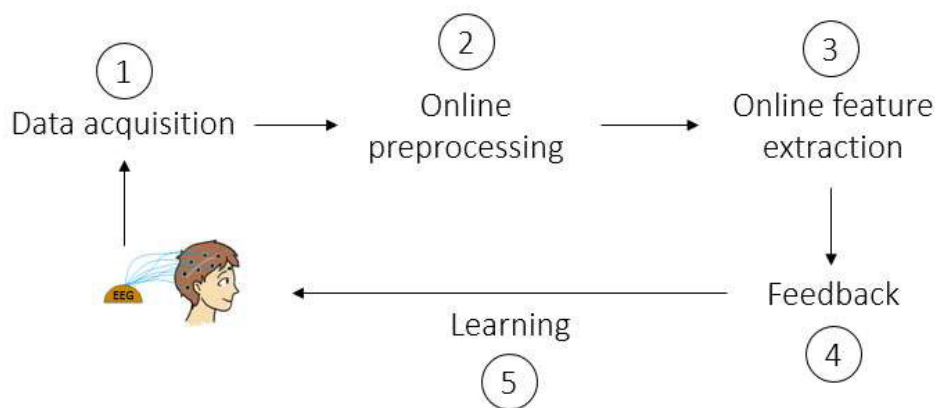 1
Data acquisition
2
Online
preprocessing
3
Online feature
extraction
EEG
Feedback
4
Learning
5